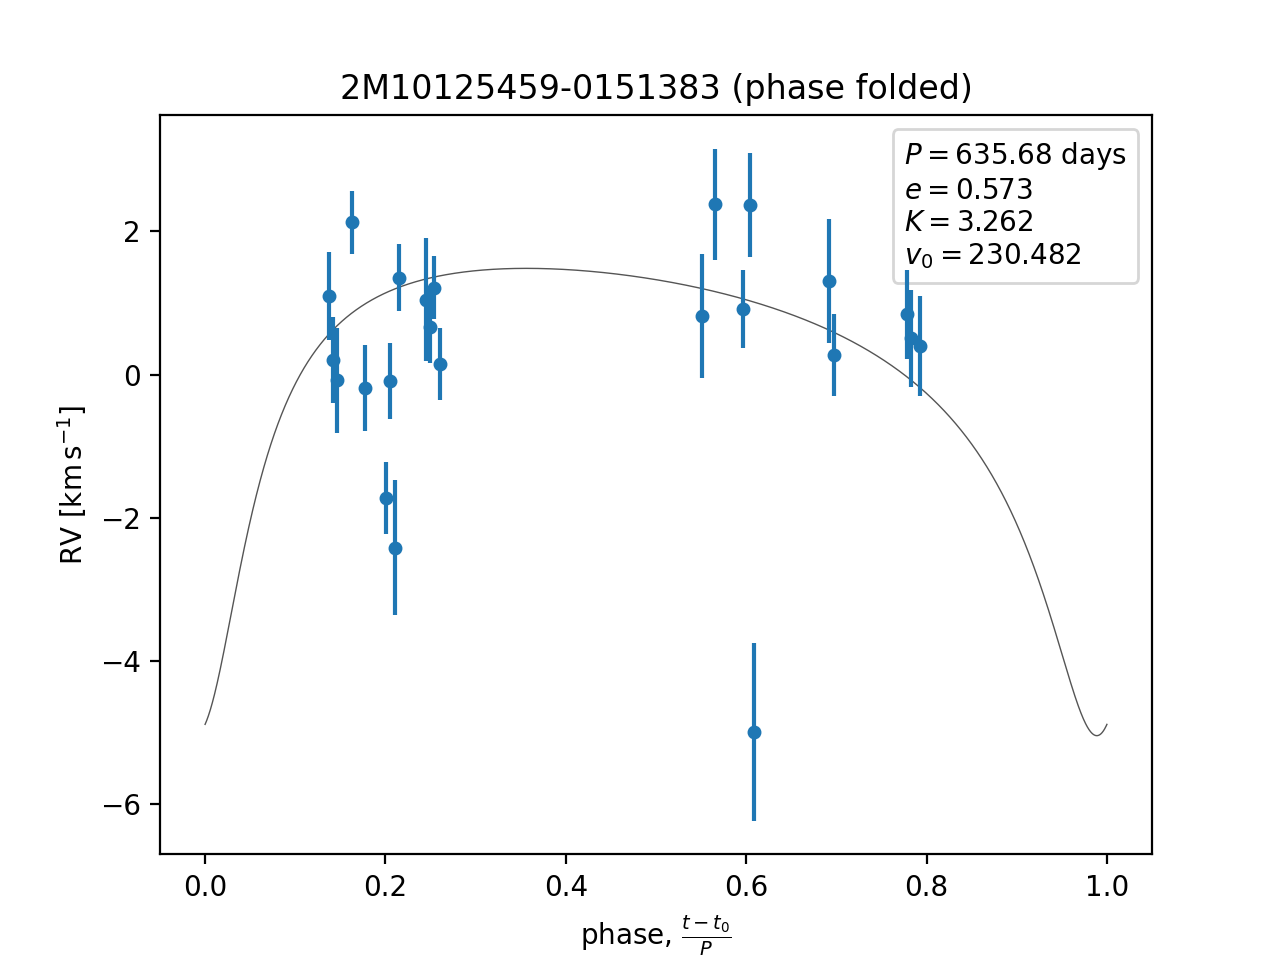 2M10125459-0151383 (phase folded)
P = 635.68 days
e = 0.573
K = 3.262
v₀ = 230.482
2
0
−2
−4
−6
RV [km s⁻¹]
0.0 0.2 0.4 0.6 0.8 1.0
phase, (t − t₀)/P